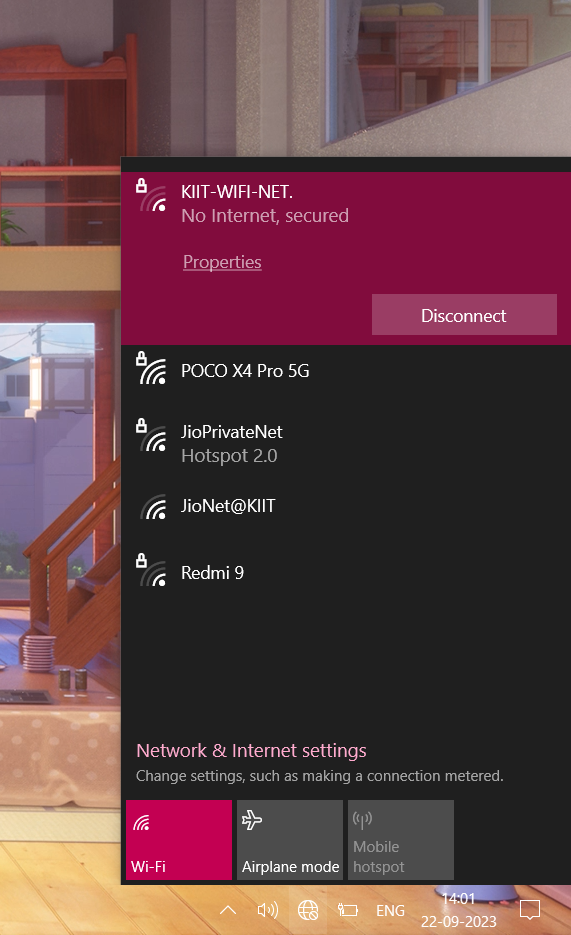 KIIT-WIFI-NET.
No Internet, secured
Properties
Disconnect
POCO X4 Pro 5G
JioPrivateNet
Hotspot 2.0
JioNet@KIIT
Redmi 9
Network & Internet settings
Change settings, such as making a connection metered.
Wi-Fi
Airplane mode
Mobile
hotspot
ENG
14:01
22-09-2023